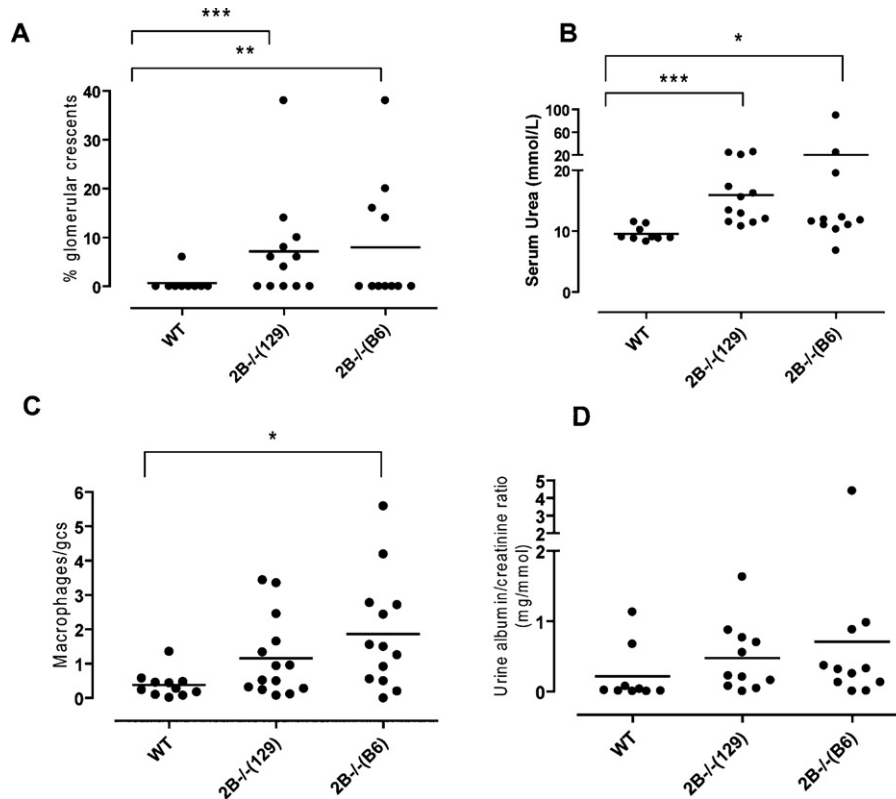 A
***
**
% glomerular crescents
40
30
20
10
0
WT
2B-/-(129)
2B-/-(B6)
B
*
***
Serum Urea (mmol/L)
100
60
20
20
10
0
WT
2B-/-(129)
2B-/-(B6)
C
*
Macrophages/gcs
6
5
4
3
2
1
0
WT
2B-/-(129)
2B-/-(B6)
D
Urine albumin/creatinine ratio
(mg/mmol)
5
4
3
2
2
1
0
WT
2B-/-(129)
2B-/-(B6)